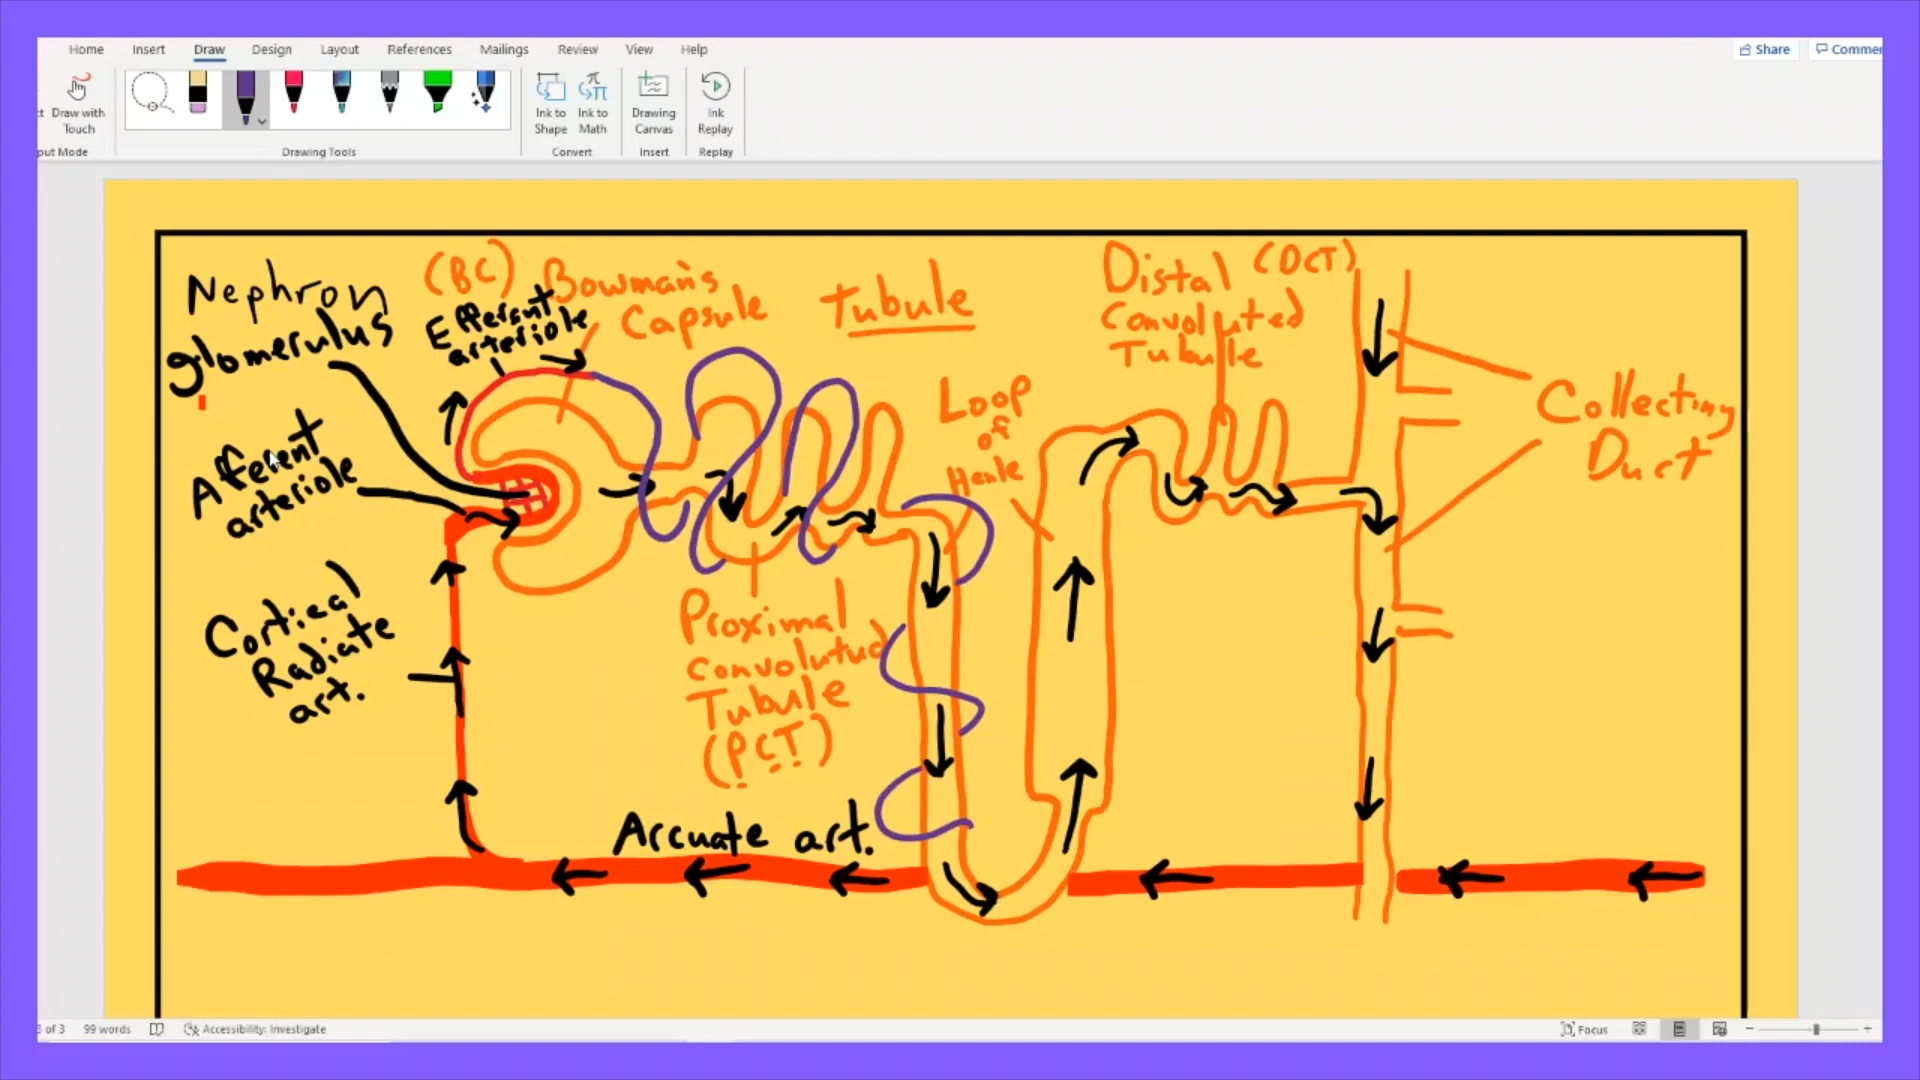 Home Insert Draw Design Layout References Mailings Review View Help
Share
Draw with
Touch
Drawing Tools
Ink to
Shape
Ink to
Math
Convert
Drawing
Canvas
Insert
Ink
Replay
Replay
Nephron
glomerulus
Afferent
arteriole
Cortical
Radiate
art.
(BC) Bowman's
Capsule
Efferent
arteriole
Tubule
Proximal
Convoluted
Tubule
(PCT)
Loop
of
Henle
Distal (DCT)
Convoluted
Tubule
Collecting
Duct
Arcuate art.
3 of 3 99 words Accessibility: Investigate
Focus